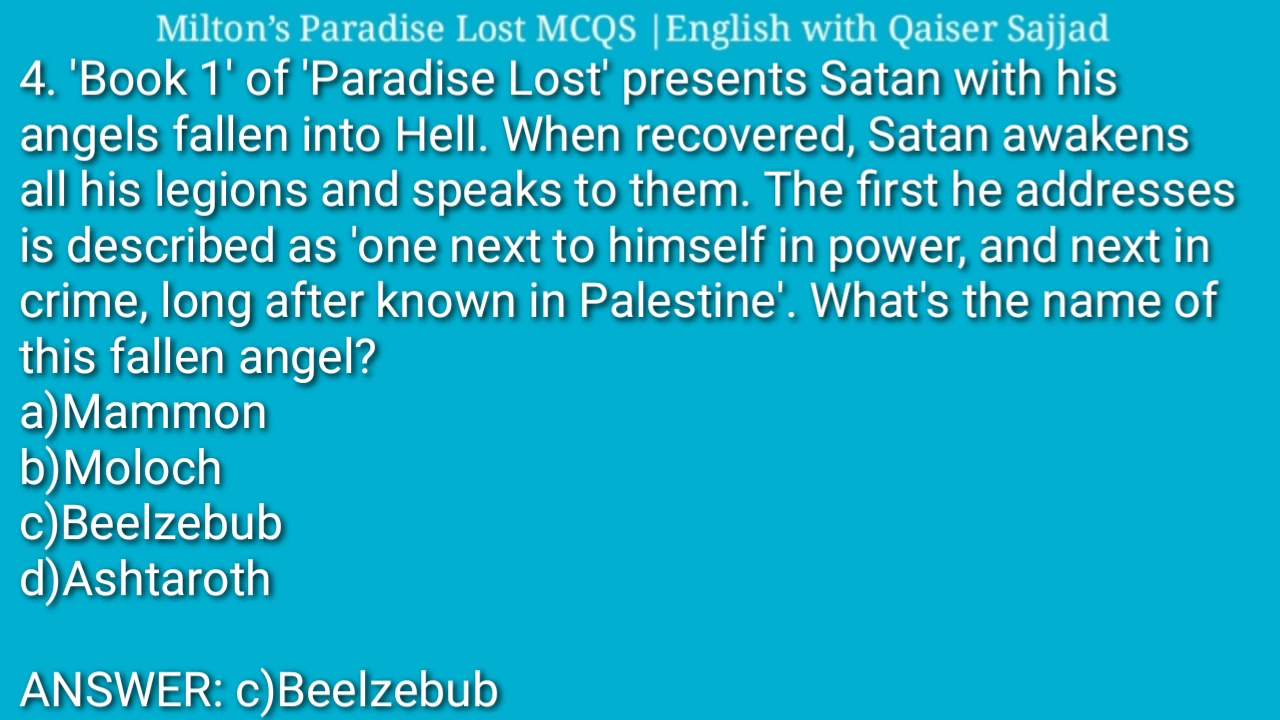 Milton’s Paradise Lost MCQS |English with Qaiser Sajjad
4. 'Book 1' of 'Paradise Lost' presents Satan with his
angels fallen into Hell. When recovered, Satan awakens
all his legions and speaks to them. The first he addresses
is described as 'one next to himself in power, and next in
crime, long after known in Palestine'. What's the name of
this fallen angel?
a)Mammon
b)Moloch
c)Beelzebub
d)Ashtaroth
ANSWER: c)Beelzebub